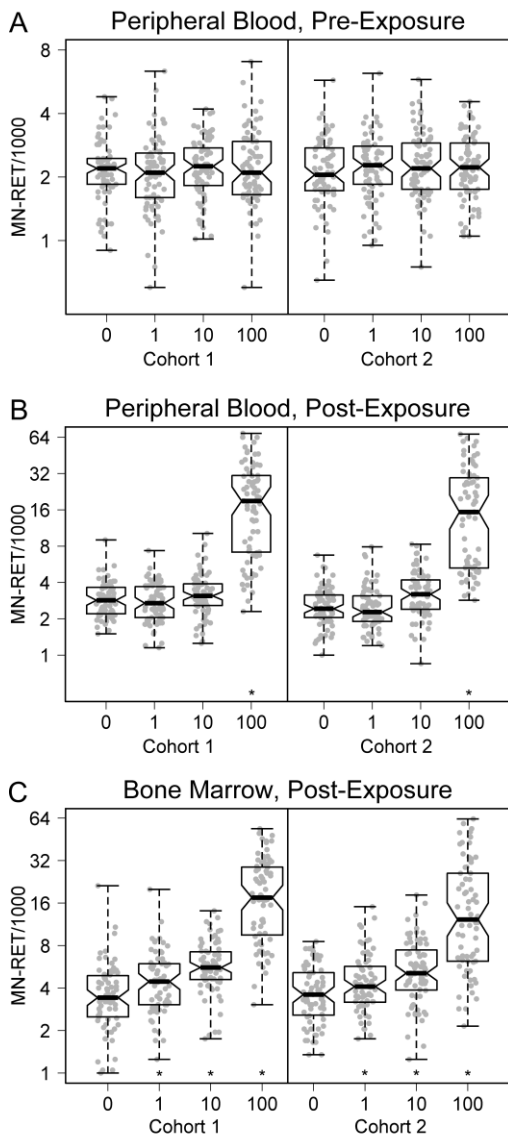 A Peripheral Blood, Pre-Exposure
MN-RET/1000
8
4
2
1
0 1 10 100 0 1 10 100
Cohort 1 Cohort 2
B Peripheral Blood, Post-Exposure
MN-RET/1000
64
32
16
8
4
2
1
* *
0 1 10 100 0 1 10 100
Cohort 1 Cohort 2
C Bone Marrow, Post-Exposure
MN-RET/1000
64
32
16
8
4
2
1
* * * * * *
0 1 10 100 0 1 10 100
Cohort 1 Cohort 2